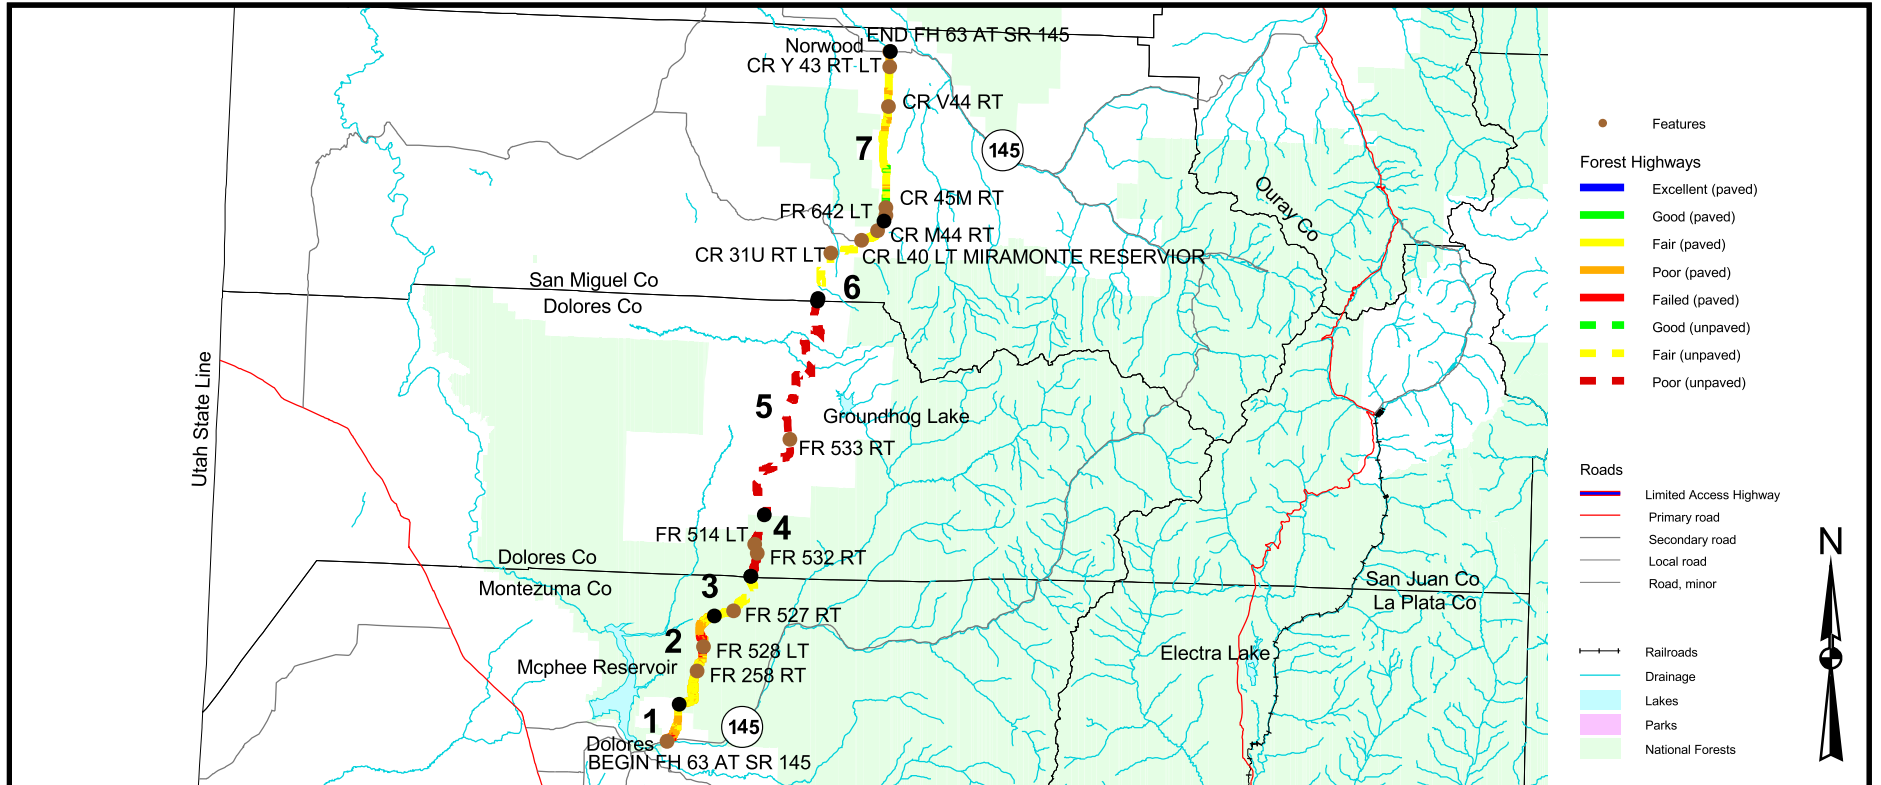 END FH 63 AT SR 145
Norwood
CR Y 43 RT LT
CR V44 RT
7
145
Ouray Co
CR 45M RT
FR 642 LT
CR M44 RT
CR 31U RT LT
CR L40 LT MIRAMONTE RESERVIOR
San Miguel Co
6
Dolores Co
Utah State Line
5
Groundhog Lake
FR 533 RT
4
FR 514 LT
FR 532 RT
Dolores Co
Montezuma Co
3
San Juan Co
La Plata Co
FR 527 RT
2
FR 528 LT
Electra Lake
Mcphee Reservoir
FR 258 RT
1
145
Dolores
BEGIN FH 63 AT SR 145
Features
Forest Highways
Excellent (paved)
Good (paved)
Fair (paved)
Poor (paved)
Failed (paved)
Good (unpaved)
Fair (unpaved)
Poor (unpaved)
Roads
Limited Access Highway
Primary road
Secondary road
Local road
Road, minor
Railroads
Drainage
Lakes
Parks
National Forests
N